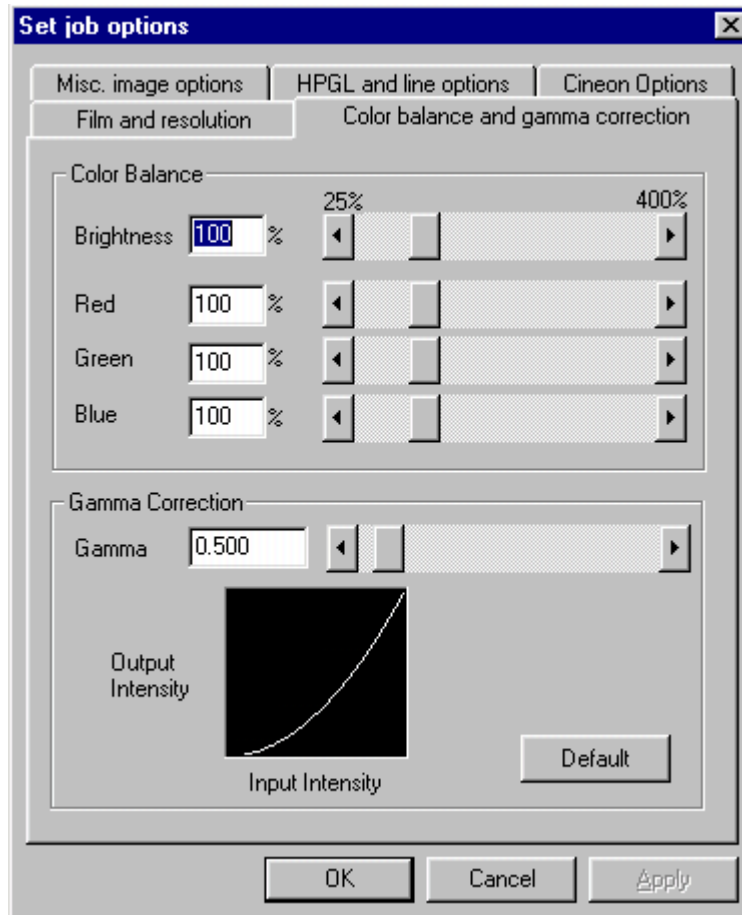 Set job options
Misc. image options
HPGL and line options
Cineon Options
Film and resolution
Color balance and gamma correction
Color Balance
25%
400%
Brightness 100 %
Red 100 %
Green 100 %
Blue 100 %
Gamma Correction
Gamma 0.500
Output
Intensity
Input Intensity
Default
OK
Cancel
Apply